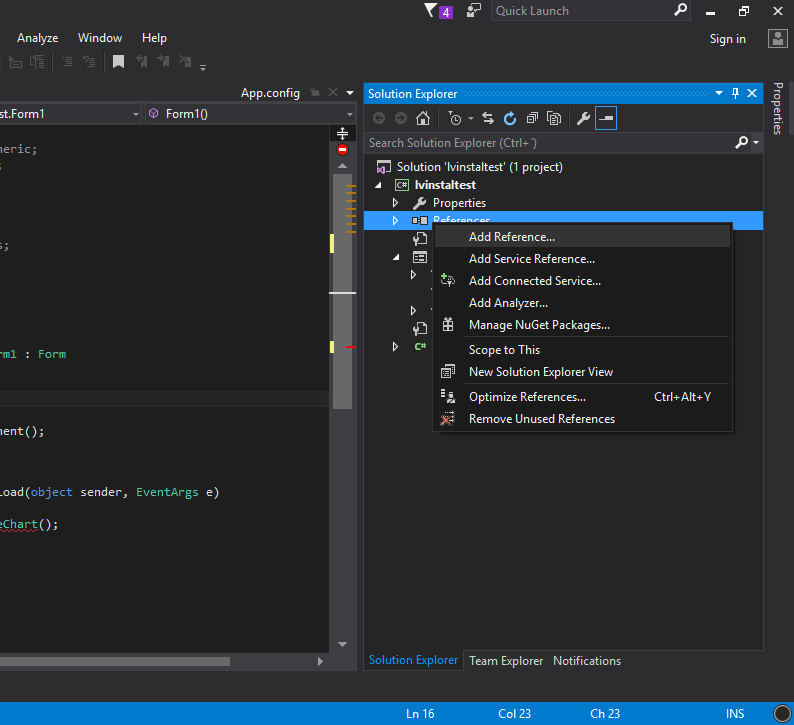 4
Quick Launch
Analyze Window Help
Sign in
App.config
Solution Explorer
st.Form1
Form1()
Search Solution Explorer (Ctrl+´)
Properties
neric;
s;
Solution 'lvinstaltest' (1 project)
C# lvinstaltest
Properties
References
Add Reference...
Add Service Reference...
Add Connected Service...
Add Analyzer...
Manage NuGet Packages...
Scope to This
New Solution Explorer View
Optimize References... Ctrl+Alt+Y
Remove Unused References
C#
rm1 : Form
nent();
Load(object sender, EventArgs e)
eChart();
Solution Explorer Team Explorer Notifications
Ln 16 Col 23 Ch 23 INS